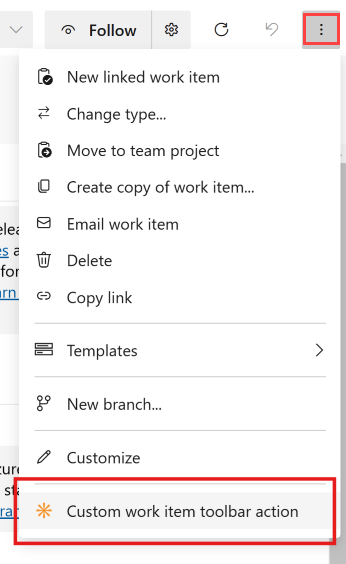 Follow
New linked work item
Change type...
Move to team project
Create copy of work item...
Email work item
Delete
Copy link
Templates
New branch...
Customize
Custom work item toolbar action